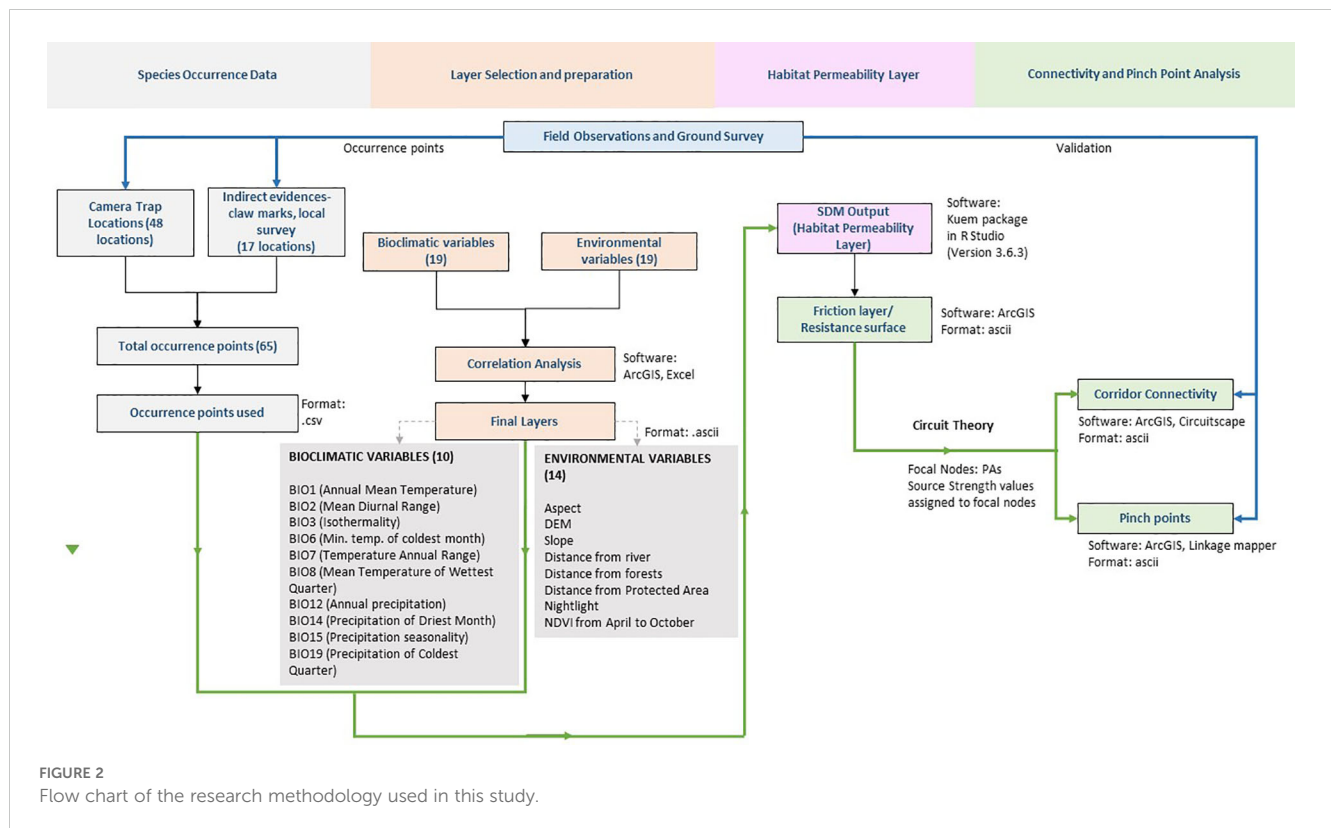 Species Occurrence Data
Layer Selection and preparation
Habitat Permeability Layer
Connectivity and Pinch Point Analysis
Field Observations and Ground Survey
Occurrence points
Validation
Camera Trap
Locations (48
locations)
Indirect evidences-
claw marks, local
survey
(17 locations)
Total occurrence points (65)
Occurrence points used
Format:
.csv
Bioclimatic variables
(19)
Environmental
variables (19)
Correlation Analysis
Software:
ArcGIS, Excel
Final Layers
Format: .ascii
BIOCLIMATIC VARIABLES (10)
BIO1 (Annual Mean Temperature)
BIO2 (Mean Diurnal Range)
BIO3 (Isothermality)
BIO6 (Min. temp. of coldest month)
BIO7 (Temperature Annual Range)
BIO8 (Mean Temperature of Wettest
Quarter)
BIO12 (Annual precipitation)
BIO14 (Precipitation of Driest Month)
BIO15 (Precipitation seasonality)
BIO19 (Precipitation of Coldest
Quarter)
ENVIRONMENTAL VARIABLES
(14)
Aspect
DEM
Slope
Distance from river
Distance from forests
Distance from Protected Area
Nightlight
NDVI from April to October
SDM Output
(Habitat Permeability
Layer)
Software:
Kuem package
in R Studio
(Version 3.6.3)
Friction layer/
Resistance surface
Software: ArcGIS
Format: ascii
Circuit Theory
Focal Nodes: PAs
Source Strength values
assigned to focal nodes
Corridor Connectivity
Software: ArcGIS, Circuitscape
Format: ascii
Pinch points
Software: ArcGIS, Linkage mapper
Format: ascii
FIGURE 2
Flow chart of the research methodology used in this study.